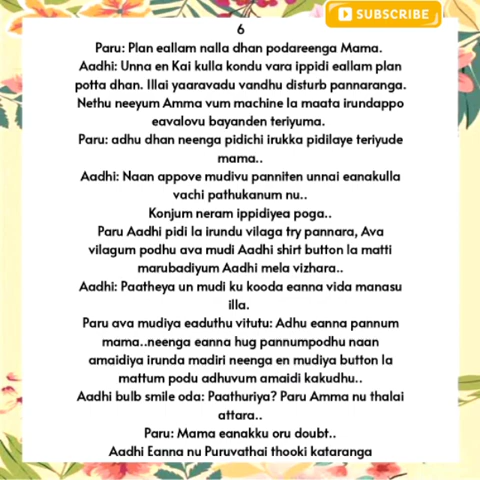 SUBSCRIBE
6
Paru: Plan eallam nalla dhan podareenga Mama.
Aadhi: Unna en Kai kulla kondu vara ippidi eallam plan
potta dhan. Illai yaaravadu vandhu disturb pannaranga.
Nethu neeyum Amma vum machine la maata irundappo
eavalovu bayanden teriyuma.
Paru: adhu dhan neenga pidichi irukka pidilaye teriyude
mama..
Aadhi: Naan appove mudivu panniten unnai eanakulla
vachi pathukanum nu..
Konjum neram ippidiyea poga..
Paru Aadhi pidi la irundu vilaga try pannara, Ava
vilagum podhu ava mudi Aadhi shirt button la matti
marubadiyum Aadhi mela vizhara..
Aadhi: Paatheya un mudi ku kooda eanna vida manasu
illa.
Paru ava mudiya eaduthu vitutu: Adhu eanna pannum
mama..neenga eanna hug pannumpodhu naan
amaidiya irunda madiri neenga en mudiya button la
mattum podu adhuvum amaidi kakudhu..
Aadhi bulb smile oda: Paathuriya? Paru Amma nu thalai
attara..
Paru: Mama eanakku oru doubt..
Aadhi Eanna nu Puruvathai thooki kataranga